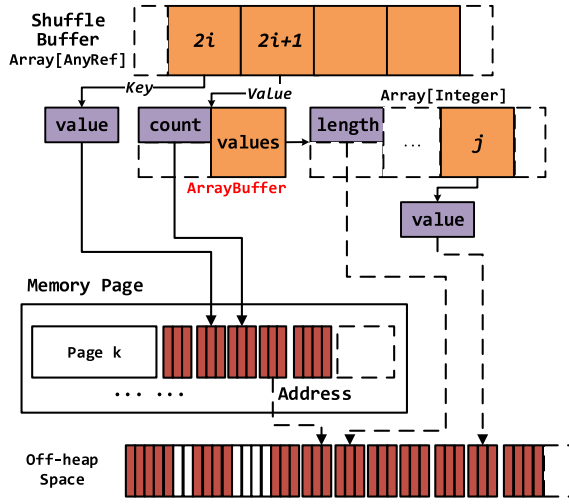 Shuffle
Buffer
Array[AnyRef]
2i
2i+1
Key
Value
Array[Integer]
value
count
values
length
...
j
ArrayBuffer
value
Memory Page
Page k
... ...
Address
Off-heap
Space